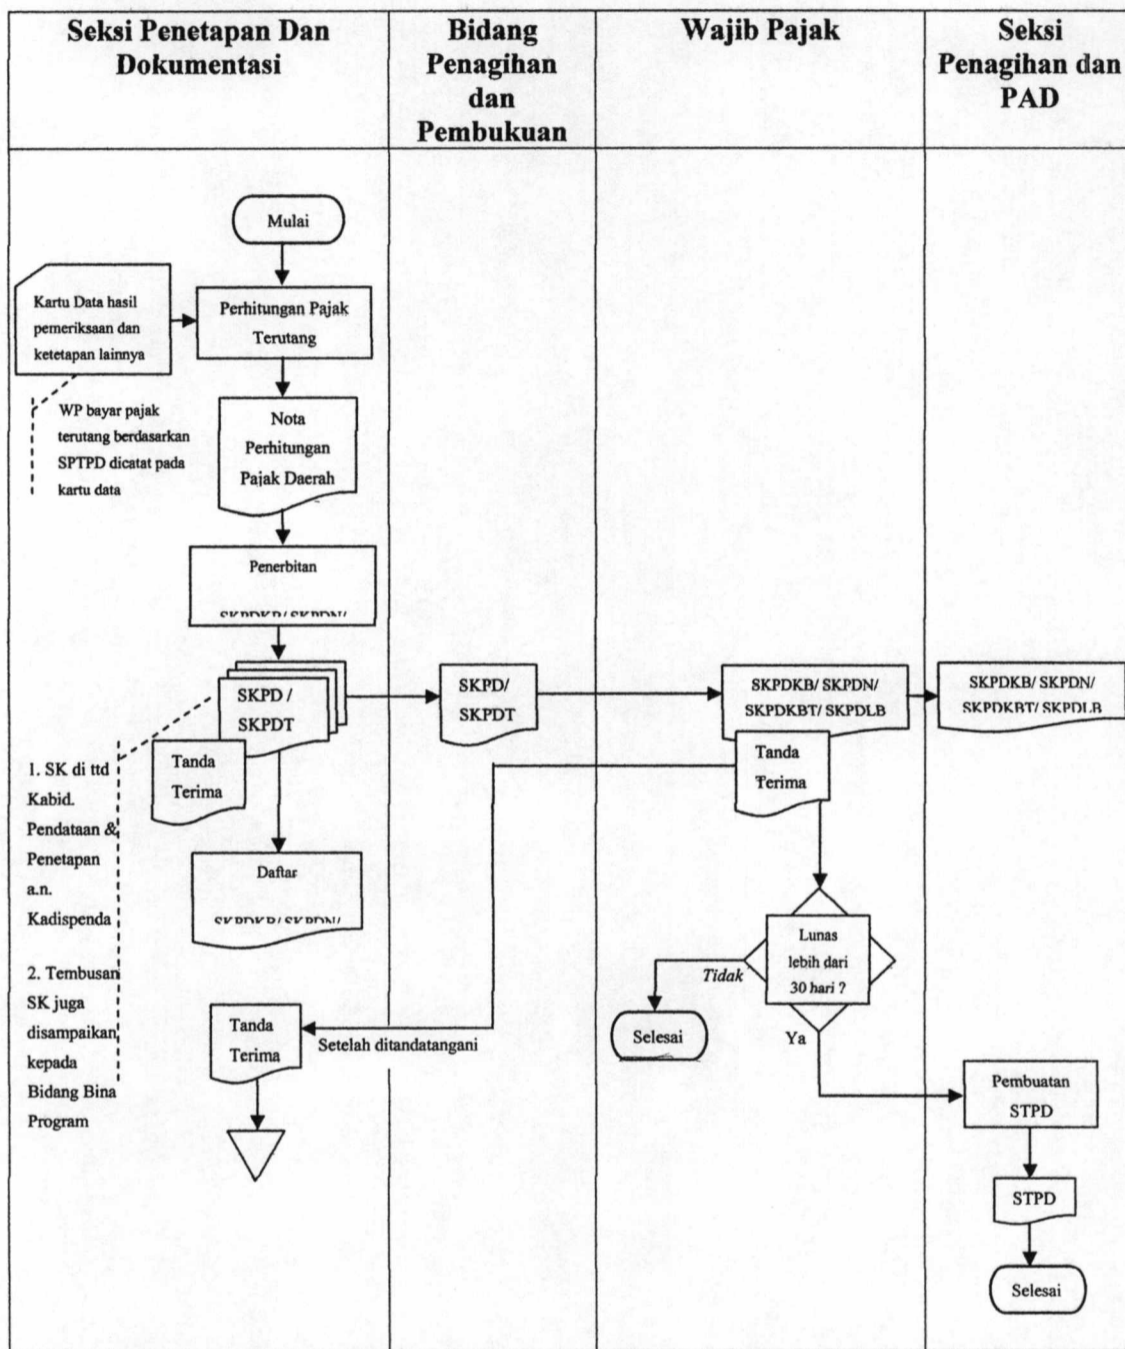 Seksi Penetapan Dan
Dokumentasi
Bidang
Penagihan
dan
Pembukuan
Wajib Pajak
Seksi
Penagihan dan
PAD
Mulai
Kartu Data hasil
pemeriksaan dan
ketetapan lainnya
Perhitungan Pajak
Terutang
WP bayar pajak
terutang berdasarkan
SPTPD dicatat pada
kartu data
Nota
Perhitungan
Pajak Daerah
Penerbitan
SKPDKB/ SKPDN/
SKPD /
SKPDT
Tanda
Terima
SKPD/
SKPDT
SKPDKB/ SKPDN/
SKPDKBT/ SKPDLB
Tanda
Terima
SKPDKB/ SKPDN/
SKPDKBT/ SKPDLB
1. SK di ttd
Kabid.
Pendataan &
Penetapan
a.n.
Kadispenda
2. Tembusan
SK juga
disampaikan
kepada
Bidang Bina
Program
Daftar
SKPDKB/ SKPDN/
Tanda
Terima
Setelah ditandatangani
Lunas
lebih dari
30 hari ?
Tidak
Selesai
Ya
Pembuatan
STPD
STPD
Selesai